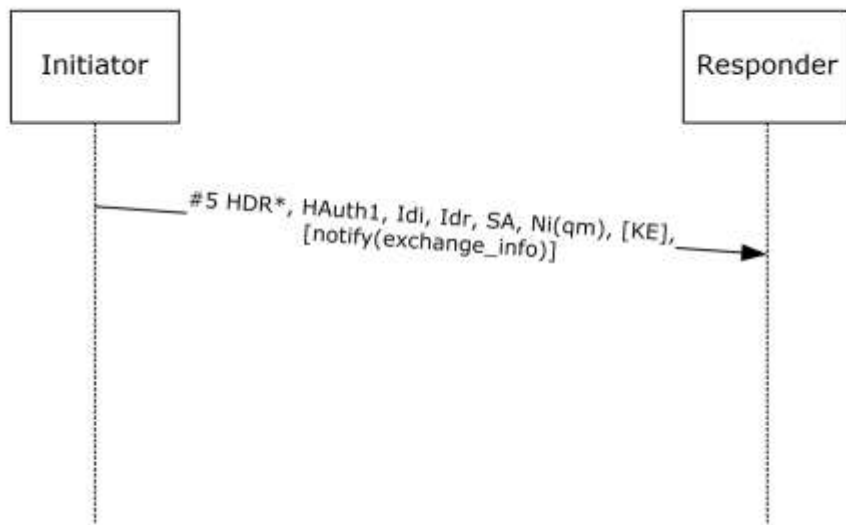 Initiator
Responder
#5 HDR*, HAuth1, Idi, Idr, SA, Ni(qm), [KE],
[notify(exchange_info)]